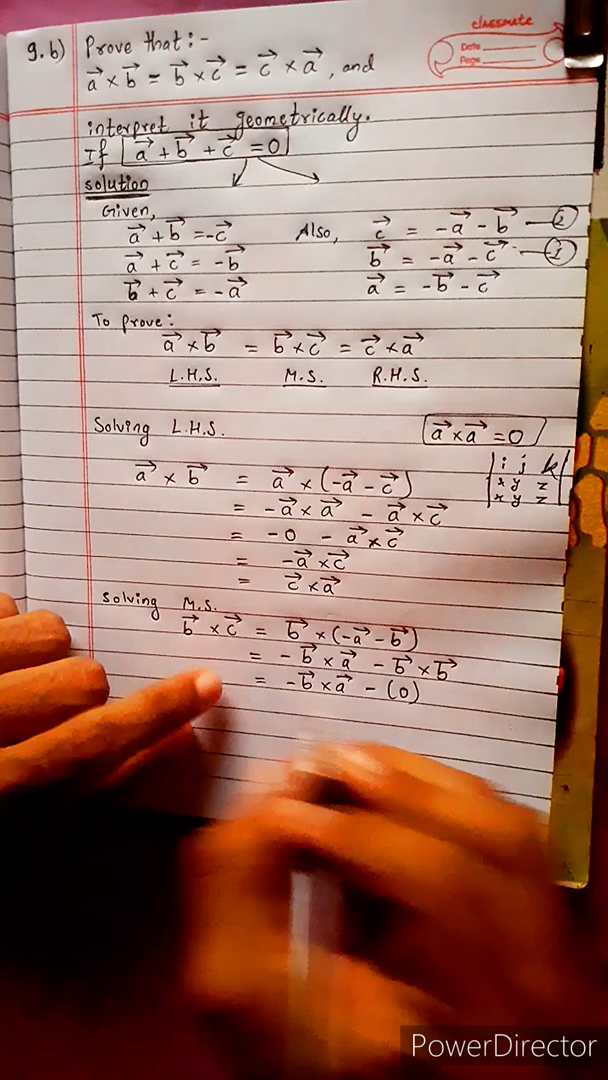 classmate
Date
Page
9. b) Prove that:-
a⃗ × b⃗ = b⃗ × c⃗ = c⃗ × a⃗, and
interpret it geometrically.
If a⃗ + b⃗ + c⃗ = 0
solution
Given,
a⃗ + b⃗ = -c⃗
a⃗ + c⃗ = -b⃗
b⃗ + c⃗ = -a⃗
Also, c⃗ = -a⃗ - b⃗ — ②
b⃗ = -a⃗ - c⃗ — ①
a⃗ = -b⃗ - c⃗
To prove:
a⃗ × b⃗ = b⃗ × c⃗ = c⃗ × a⃗
L.H.S. M.S. R.H.S.
Solving L.H.S.
a⃗ × a⃗ = 0
| i j k |
| x y z |
| x y z |
a⃗ × b⃗ = a⃗ × (-a⃗ - c⃗)
= -a⃗ × a⃗ - a⃗ × c⃗
= -0 - a⃗ × c⃗
= -a⃗ × c⃗
= c⃗ × a⃗
Solving M.S.
b⃗ × c⃗ = b⃗ × (-a⃗ - b⃗)
= -b⃗ × a⃗ - b⃗ × b⃗
= -b⃗ × a⃗ - (0)
PowerDirector